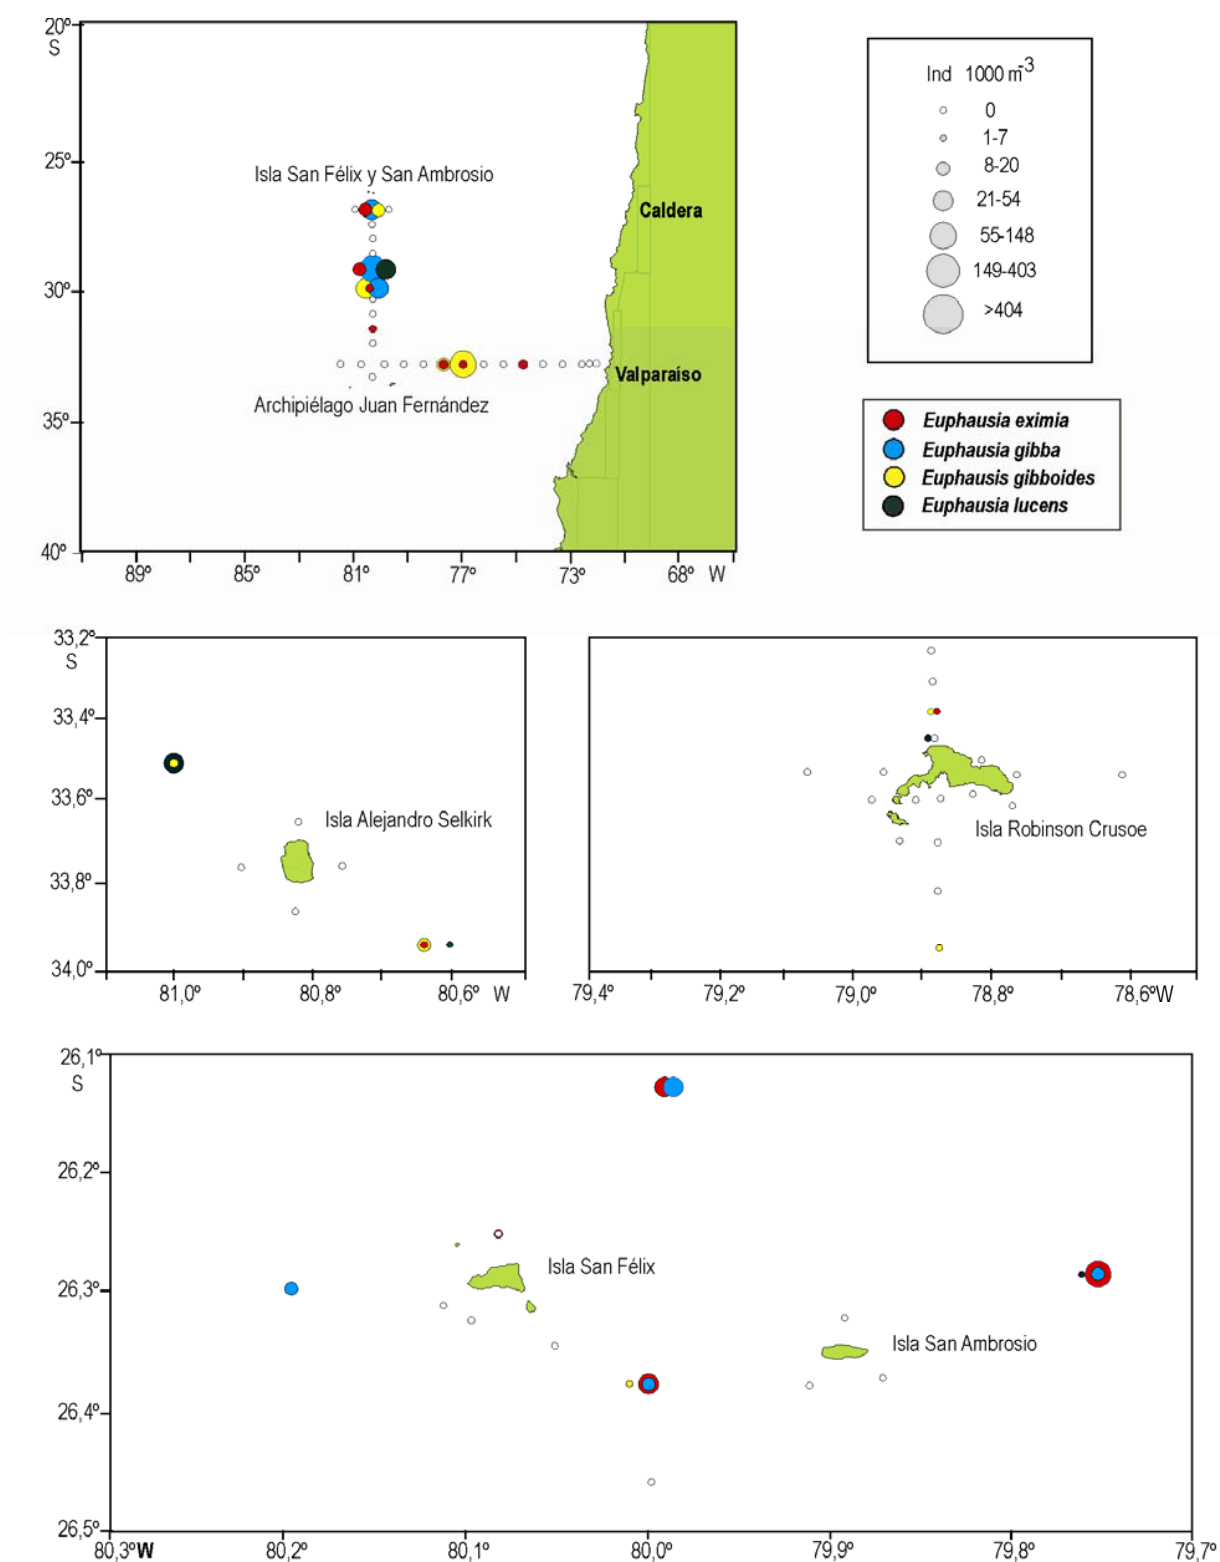 20º
S
25º
30º
35º
40º
89º 85º 81º 77º 73º 68º W
Isla San Félix y San Ambrosio
Caldera
Valparaíso
Archipiélago Juan Fernández
Ind 1000 m-3
0
1-7
8-20
21-54
55-148
149-403
>404
Euphausia eximia
Euphausia gibba
Euphausis gibboides
Euphausia lucens
33,2º
S
33,4º
33,6º
33,8º
34,0º
Isla Alejandro Selkirk
81,0º 80,8º 80,6º W
Isla Robinson Crusoe
79,4º 79,2º 79,0º 78,8º 78,6ºW
26,1º
S
26,2º
26,3º
26,4º
26,5º
Isla San Félix
Isla San Ambrosio
80,3ºW 80,2º 80,1º 80,0º 79,9º 79,8º 79,7º